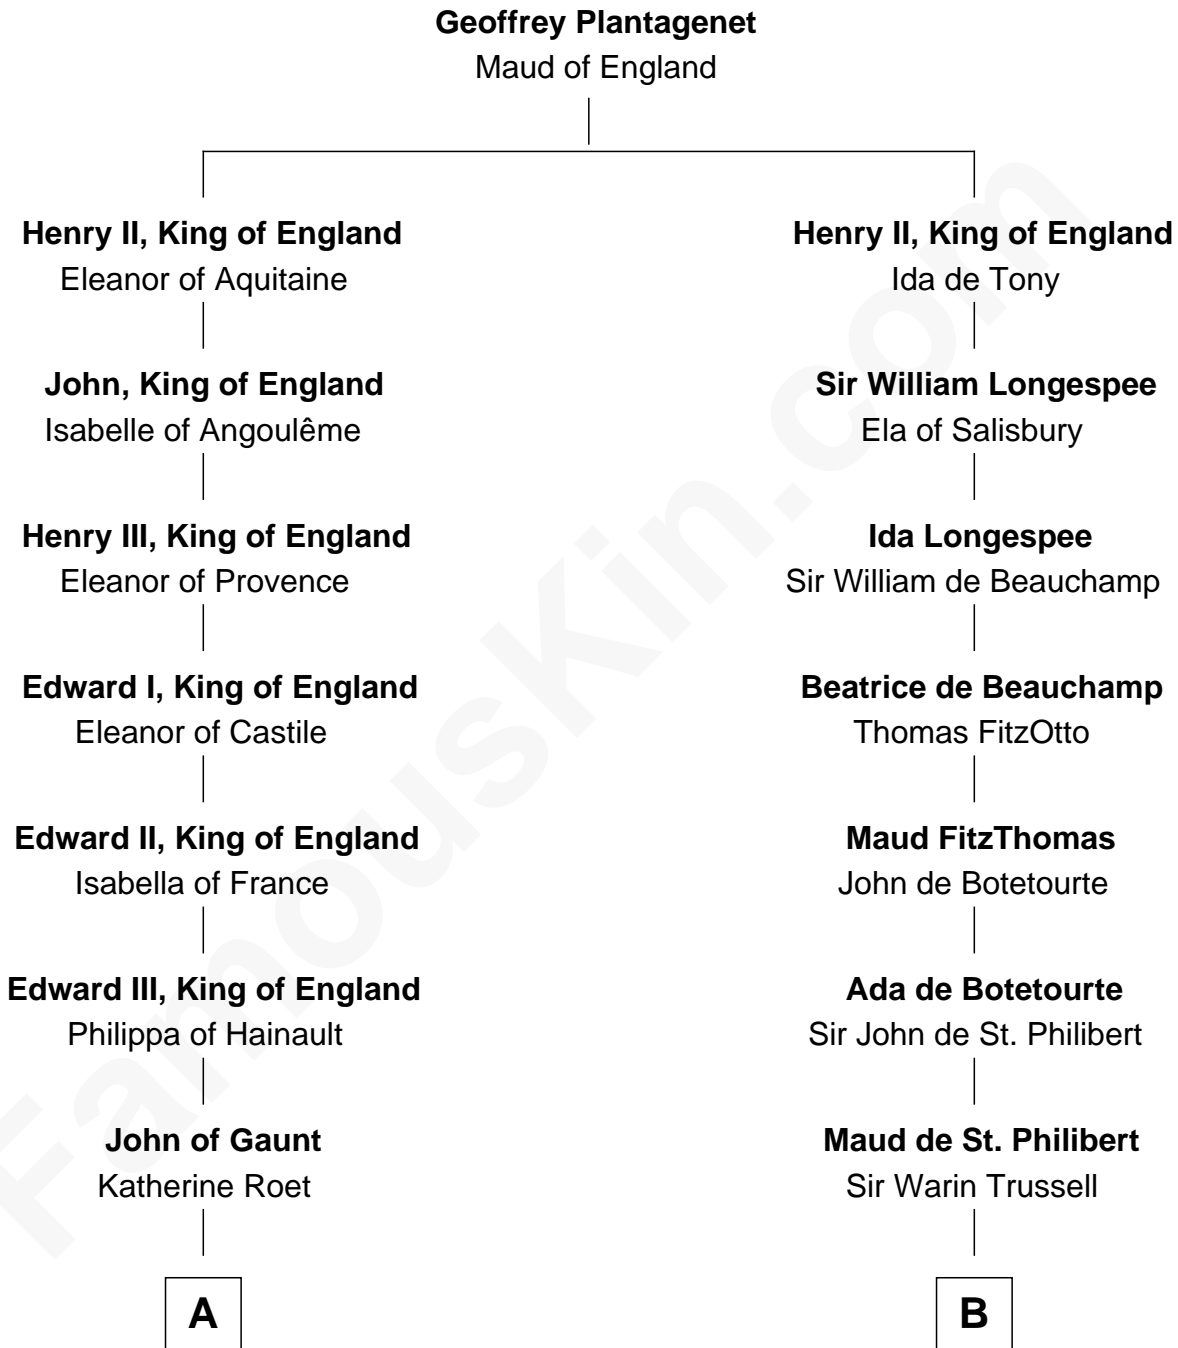 Geoffrey Plantagenet
Maud of England
Henry II, King of England
Eleanor of Aquitaine
John, King of England
Isabelle of Angoulême
Henry III, King of England
Eleanor of Provence
Edward I, King of England
Eleanor of Castile
Edward II, King of England
Isabella of France
Edward III, King of England
Philippa of Hainault
John of Gaunt
Katherine Roet
A
Henry II, King of England
Ida de Tony
Sir William Longespee
Ela of Salisbury
Ida Longespee
Sir William de Beauchamp
Beatrice de Beauchamp
Thomas FitzOtto
Maud FitzThomas
John de Botetourte
Ada de Botetourte
Sir John de St. Philibert
Maud de St. Philibert
Sir Warin Trussell
B
FamousKin.com